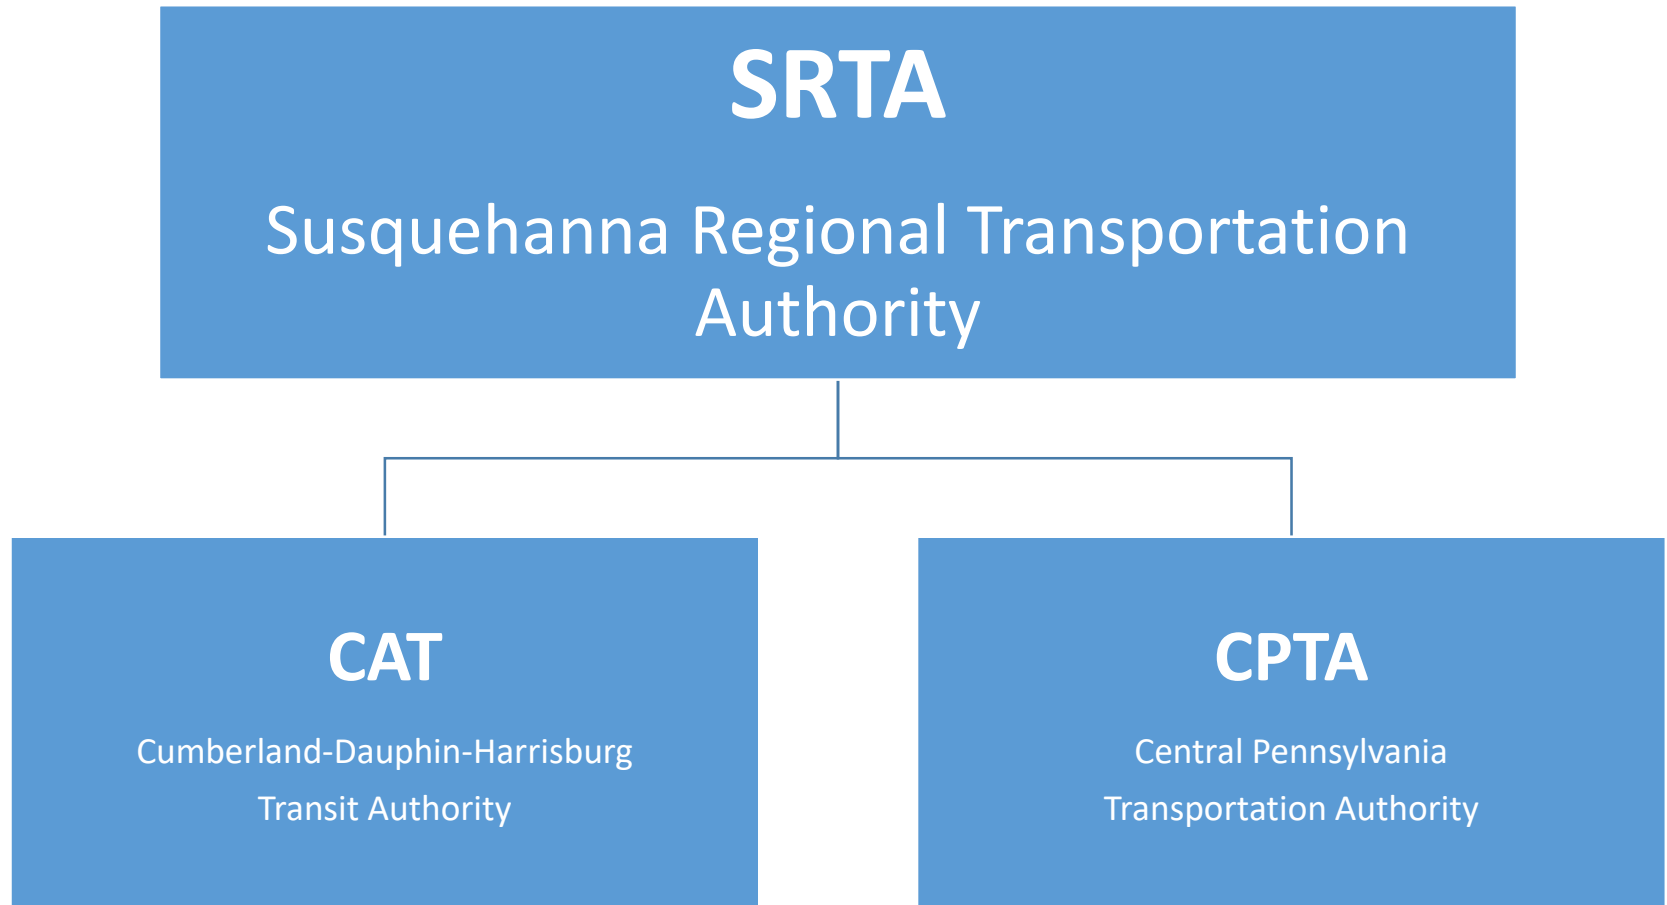 SRTA
Susquehanna Regional Transportation
Authority
CAT
Cumberland-Dauphin-Harrisburg
Transit Authority
CPTA
Central Pennsylvania
Transportation Authority